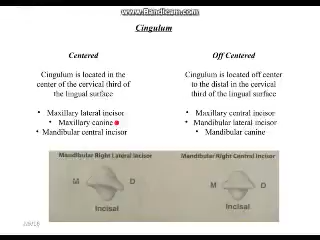 www.Bandicam.com
Cingulum
Centered
Cingulum is located in the
center of the cervical third of
the lingual surface
• Maxillary lateral incisor
• Maxillary canine
• Mandibular central incisor
Off Centered
Cingulum is located off center
to the distal in the cervical
third of the lingual surface
• Maxillary central incisor
• Mandibular lateral incisor
• Mandibular canine
Mandibular Right Lateral Incisor
M D
Incisal
Mandibular Right Central Incisor
M D
Incisal